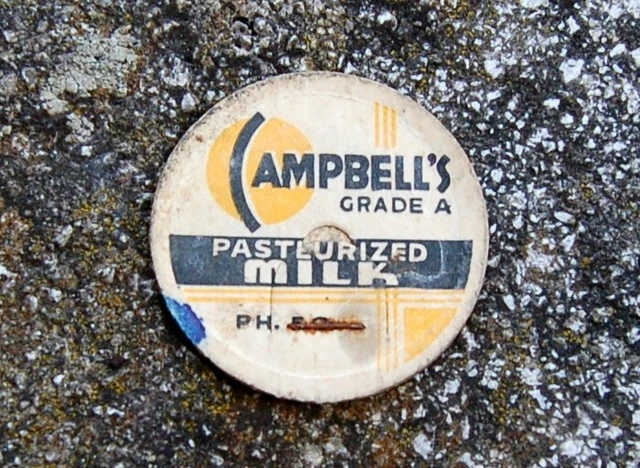 CAMPBELL'S
GRADE A
PASTEURIZED
MILK
PH.